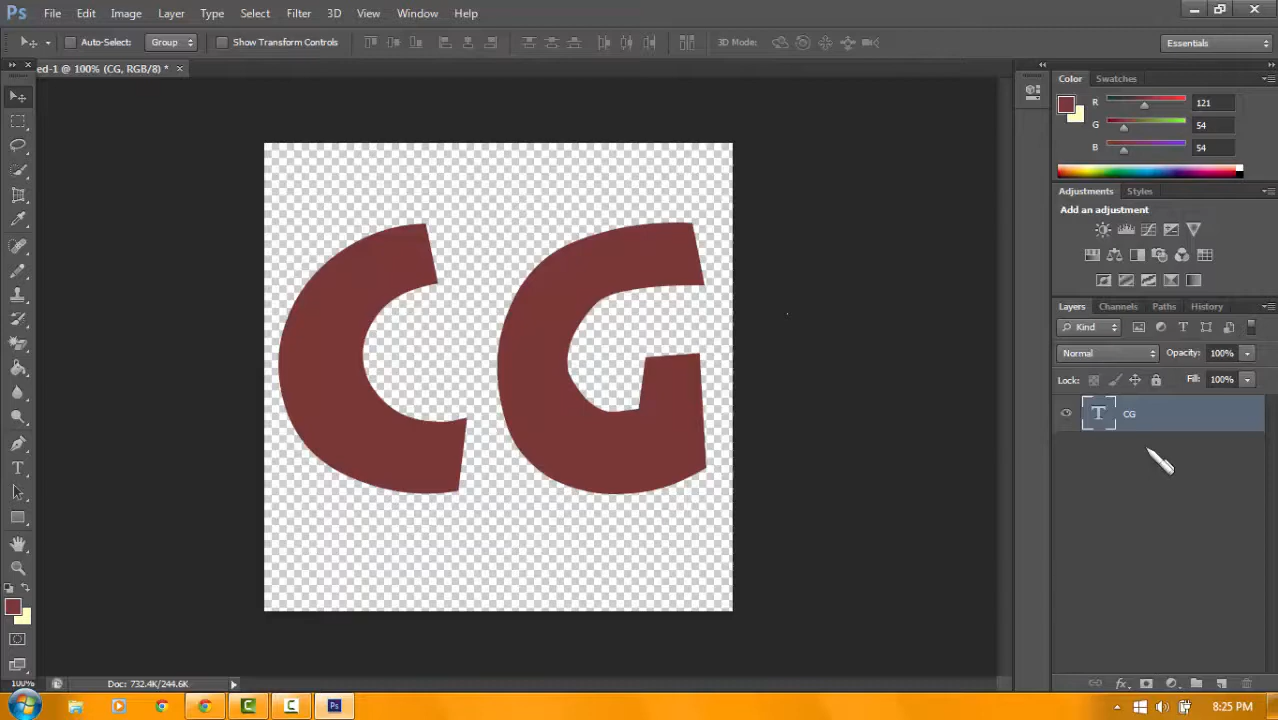 Ps File Edit Image Layer Type Select Filter 3D View Window Help
Auto-Select: Group Show Transform Controls 3D Mode: Essentials
ed-1 @ 100% (CG, RGB/8) * ×
Color Swatches
R 121
G 54
B 54
Adjustments Styles
Add an adjustment
Layers Channels Paths History
Kind T
Normal Opacity: 100%
Lock: Fill: 100%
T CG
CG
100% Doc: 732.4K/244.6K
fx
Ps 8:25 PM